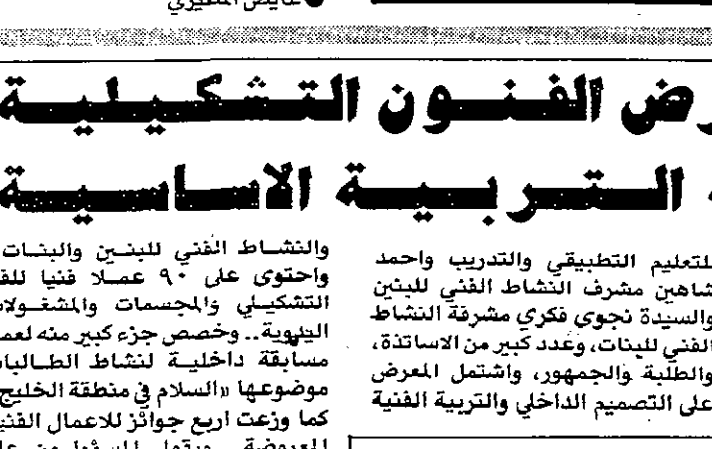 عايض المطيري
رض الفنون التشكيلية
التربية الاساسية
للتعليم التطبيقي والتدريب واحمد
شاهين مشرف النشاط الفني للبنين
والسيدة نجوى فكري مشرفة النشاط
الفني للبنات، وعدد كبير من الاساتذة،
والطلبة والجمهور، واشتمل المعرض
على التصميم الداخلي والتربية الفنية
والنشاط الفني للبنين والبنات
واحتوى على ٩٠ عملا فنيا للف
التشكيلي والمجسمات والمشغولات
اليدوية.. وخصص جزء كبير منه لعم
مسابقة داخلية لنشاط الطالبات
موضوعها «السلام في منطقة الخليج
كما وزعت اربع جوائز للاعمال الفنية
المعروضة